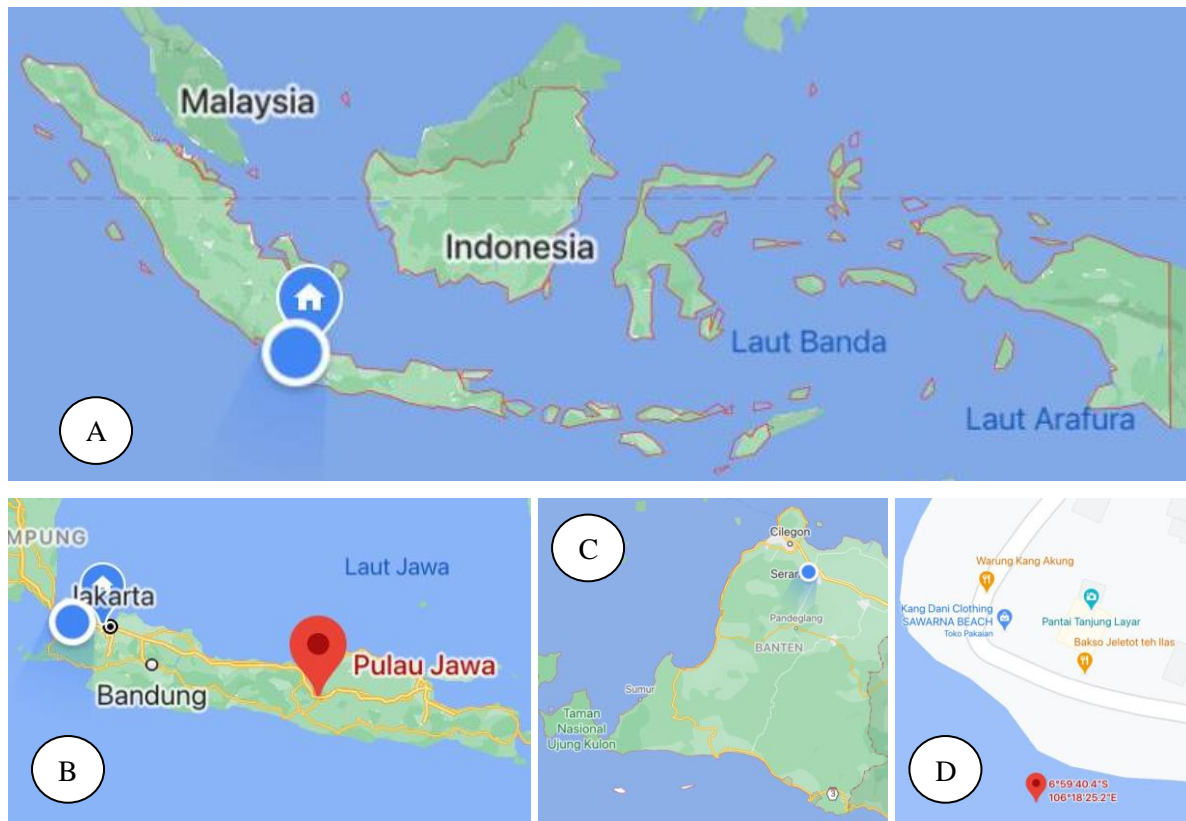 Malaysia
Indonesia
Laut Banda
Laut Arafura
A
MPUNG
Laut Jawa
Jakarta
Pulau Jawa
Bandung
B
C
Cilegon
Seran
Pandeglang
BANTEN
Sumur
Taman
Nasional
Ujung Kulon
3
Warung Kang Akung
Kang Dani Clothing
SAWARNA BEACH
Toko Pakaian
Pantai Tanjung Layar
Bakso Jeletot teh Ilas
D
6°59'40.4"S
106°18'25.2"E